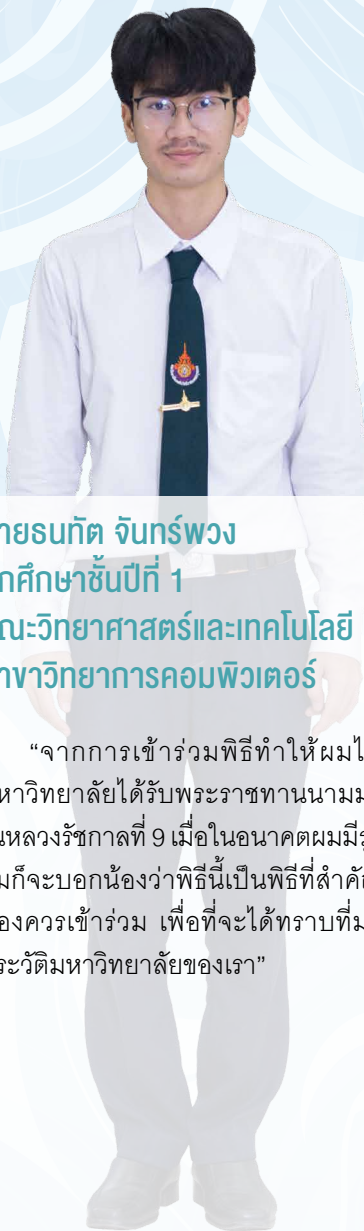 ายธนทัต จันทร์พวง
กศึกษาชั้นปีที่ 1
ณะวิทยาศาสตร์และเทคโนโลยี
าขาวิทยาการคอมพิวเตอร์
“จากการเข้าร่วมพิธีทำให้ผมไ
หาวิทยาลัยได้รับพระราชทานนามม
นหลวงรัชกาลที่ 9 เมื่อในอนาคตผมมีรุ
มก็จะบอกน้องว่าพิธีนี้เป็นพิธีที่สำคัญ
องควรเข้าร่วม เพื่อที่จะได้ทราบที่ม
ระวัติมหาวิทยาลัยของเรา”